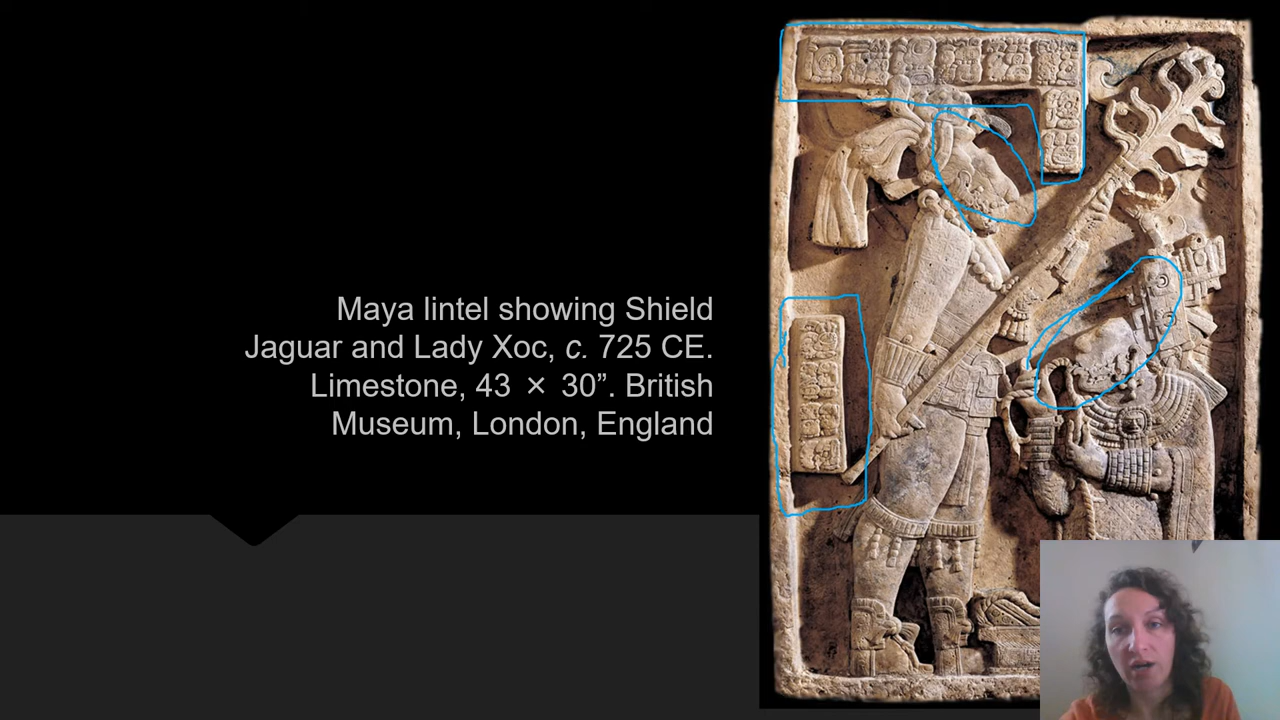 Maya lintel showing Shield
Jaguar and Lady Xoc, c. 725 CE.
Limestone, 43 × 30”. British
Museum, London, England